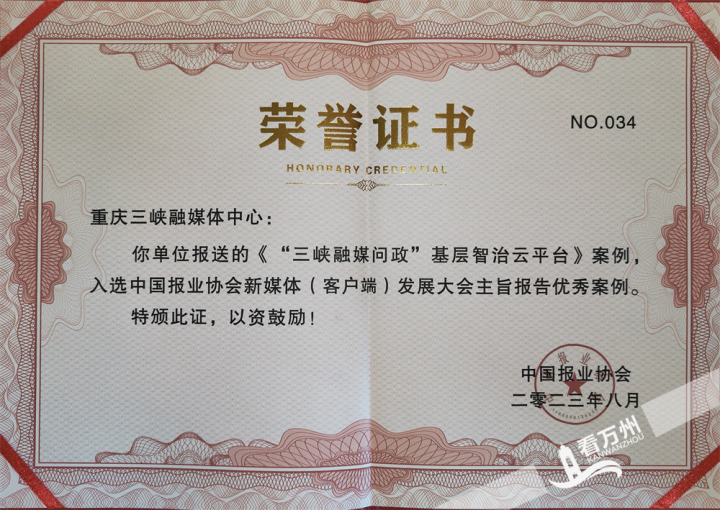 荣誉证书
NO.034
HONORARY CREDENTIAL
重庆三峡融媒体中心：
你单位报送的《“三峡融媒问政”基层智治云平台》案例，
入选中国报业协会新媒体（客户端）发展大会主旨报告优秀案例。
特颁此证，以资鼓励！
中国报业协会
二零二三年八月
看万州
KANWANZHOU